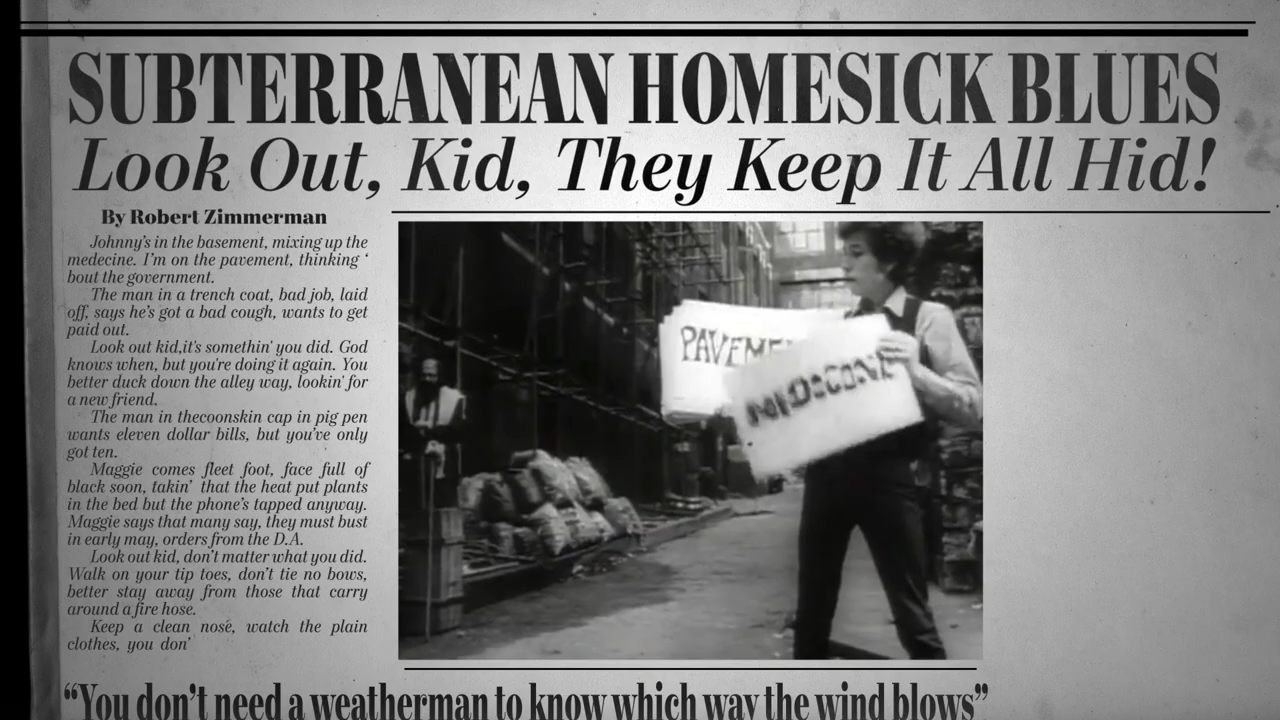 SUBTERRANEAN HOMESICK BLUES
Look Out, Kid, They Keep It All Hid!
By Robert Zimmerman
Johnny's in the basement, mixing up the
medecine. I'm on the pavement, thinking ‘
bout the government.
The man in a trench coat, bad job, laid
off, says he's got a bad cough, wants to get
paid out.
Look out kid,it's somethin' you did. God
knows when, but you're doing it again. You
better duck down the alley way, lookin' for
a new friend.
The man in thecoonskin cap in pig pen
wants eleven dollar bills, but you've only
got ten.
Maggie comes fleet foot, face full of
black soon, takin’ that the heat put plants
in the bed but the phone's tapped anyway.
Maggie says that many say, they must bust
in early may, orders from the D.A.
Look out kid, don't matter what you did.
Walk on your tip toes, don't tie no bows,
better stay away from those that carry
around a fire hose.
Keep a clean nose, watch the plain
clothes, you don’
“You don't need a weatherman to know which way the wind blows”